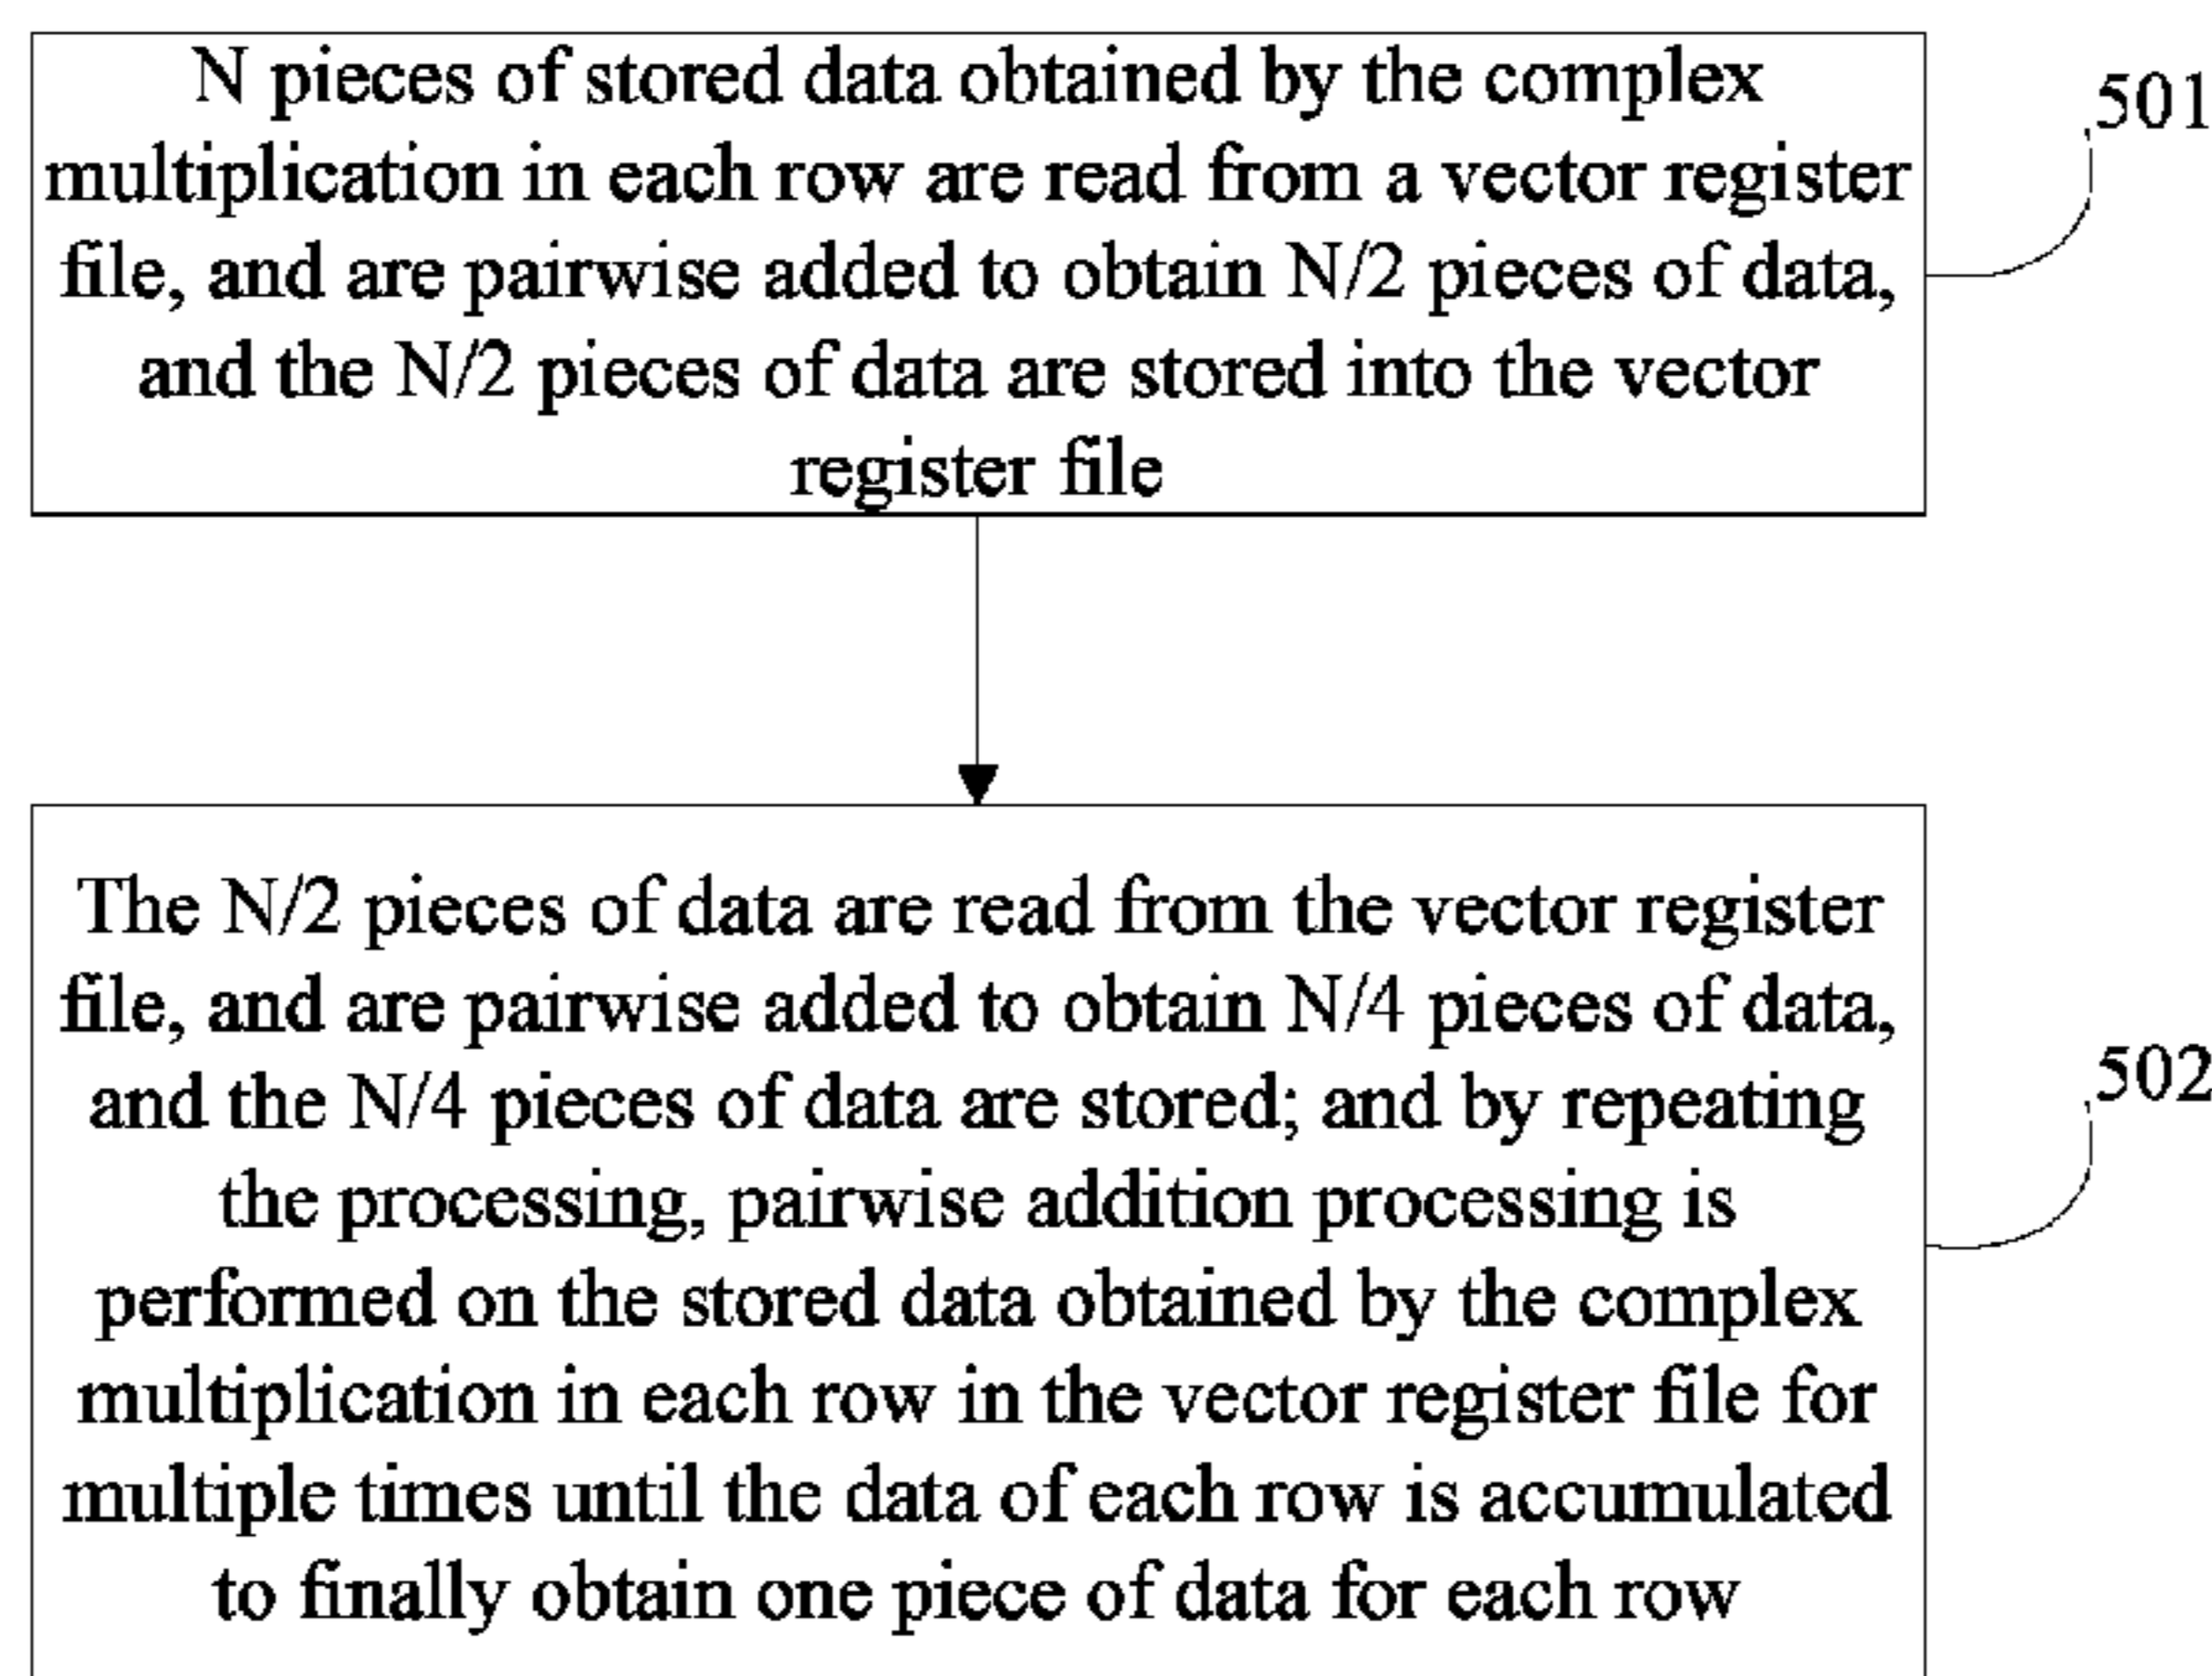 N pieces of stored data obtained by the complex
multiplication in each row are read from a vector register
file, and are pairwise added to obtain N/2 pieces of data,
and the N/2 pieces of data are stored into the vector
register file
501
The N/2 pieces of data are read from the vector register
file, and are pairwise added to obtain N/4 pieces of data,
and the N/4 pieces of data are stored; and by repeating
the processing, pairwise addition processing is
performed on the stored data obtained by the complex
multiplication in each row in the vector register file for
multiple times until the data of each row is accumulated
to finally obtain one piece of data for each row
502